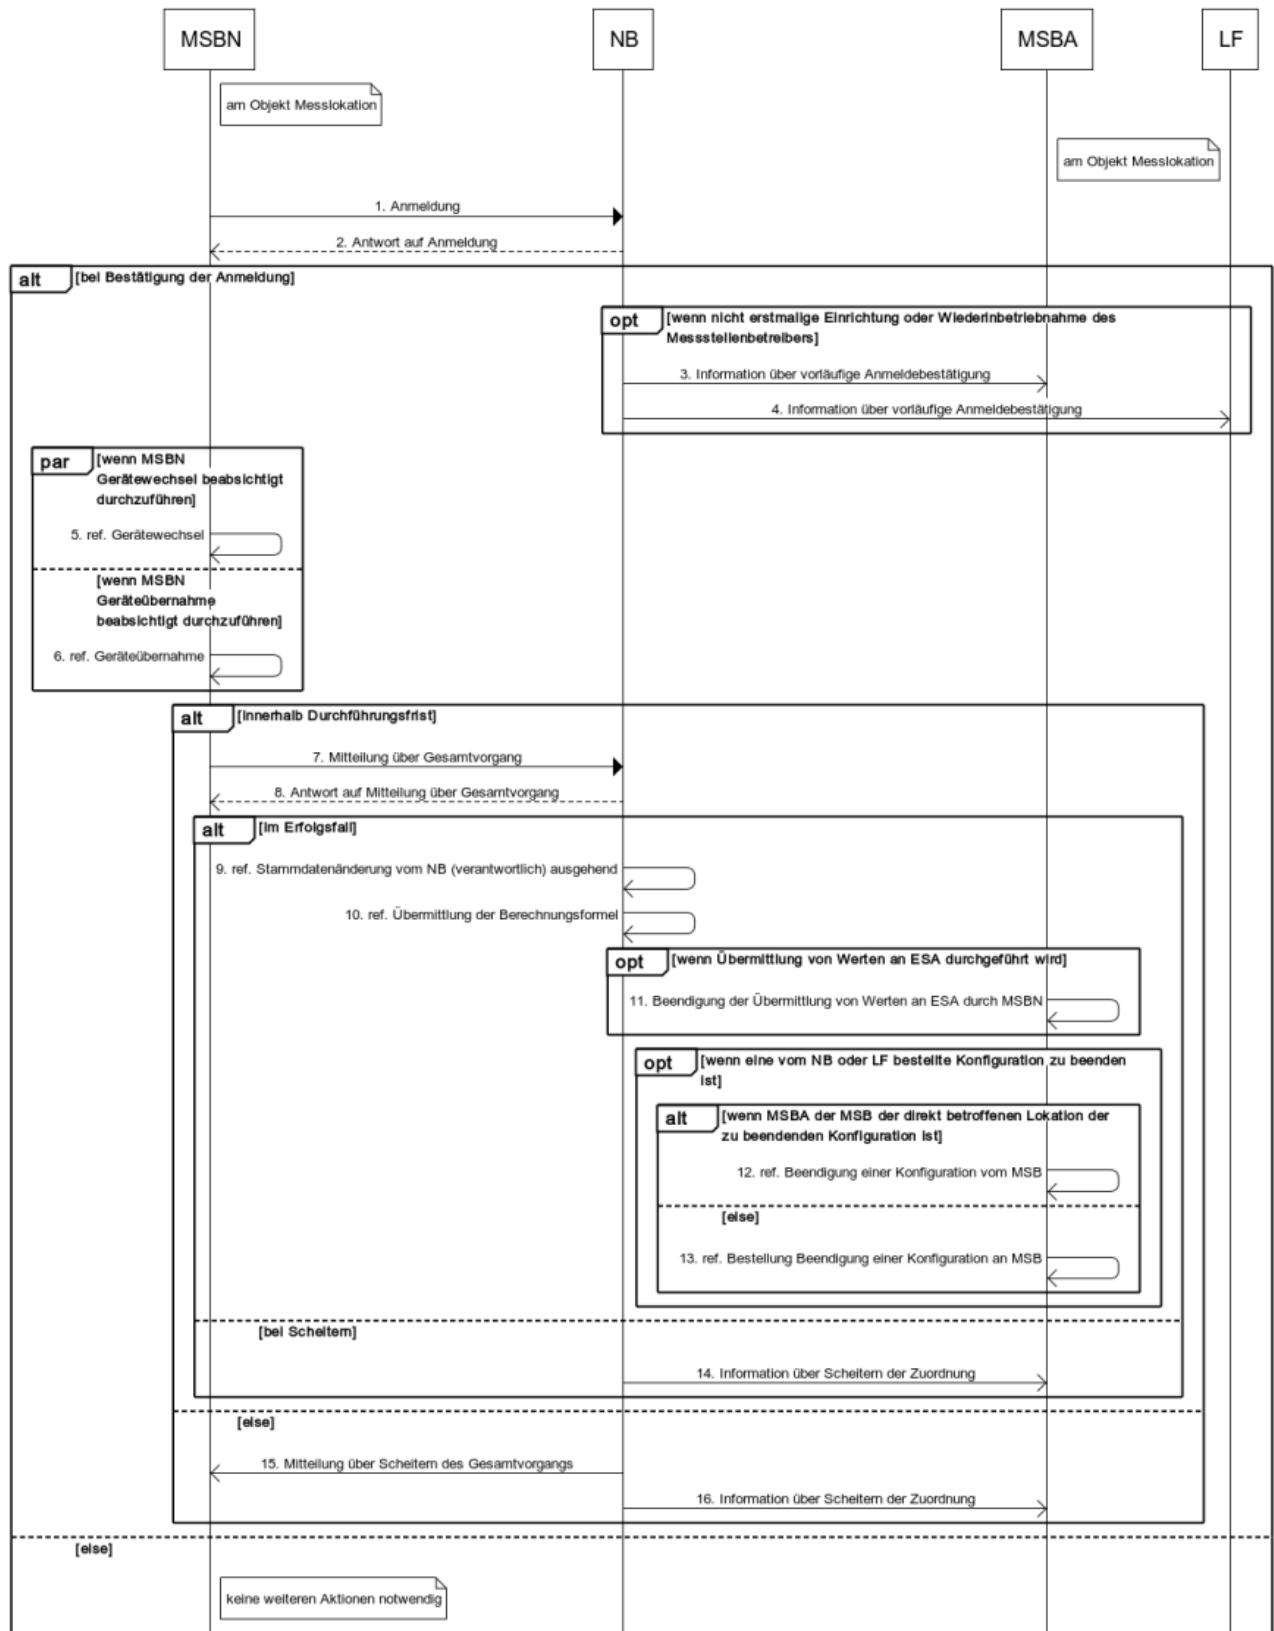 MSBN
NB
MSBA
LF
am Objekt Messlokation
am Objekt Messlokation
1. Anmeldung
2. Antwort auf Anmeldung
alt
[bei Bestätigung der Anmeldung]
opt
[wenn nicht erstmalige Einrichtung oder Wiederinbetriebnahme des
Messstellenbetreibers]
3. Information über vorläufige Anmeldebestätigung
4. Information über vorläufige Anmeldebestätigung
par
[wenn MSBN
Gerätewechsel beabsichtigt
durchzuführen]
5. ref. Gerätewechsel
[wenn MSBN
Geräteübernahme
beabsichtigt durchzuführen]
6. ref. Geräteübernahme
alt
[innerhalb Durchführungsfrist]
7. Mitteilung über Gesamtvorgang
8. Antwort auf Mitteilung über Gesamtvorgang
alt
[im Erfolgsfall]
9. ref. Stammdatenänderung vom NB (verantwortlich) ausgehend
10. ref. Übermittlung der Berechnungsformel
opt
[wenn Übermittlung von Werten an ESA durchgeführt wird]
11. Beendigung der Übermittlung von Werten an ESA durch MSBN
opt
[wenn eine vom NB oder LF bestellte Konfiguration zu beenden
ist]
alt
[wenn MSBA der MSB der direkt betroffenen Lokation der
zu beendenden Konfiguration ist]
12. ref. Beendigung einer Konfiguration vom MSB
[else]
13. ref. Bestellung Beendigung einer Konfiguration an MSB
[bei Scheitern]
14. Information über Scheitern der Zuordnung
[else]
15. Mitteilung über Scheitern des Gesamtvorgangs
16. Information über Scheitern der Zuordnung
[else]
keine weiteren Aktionen notwendig